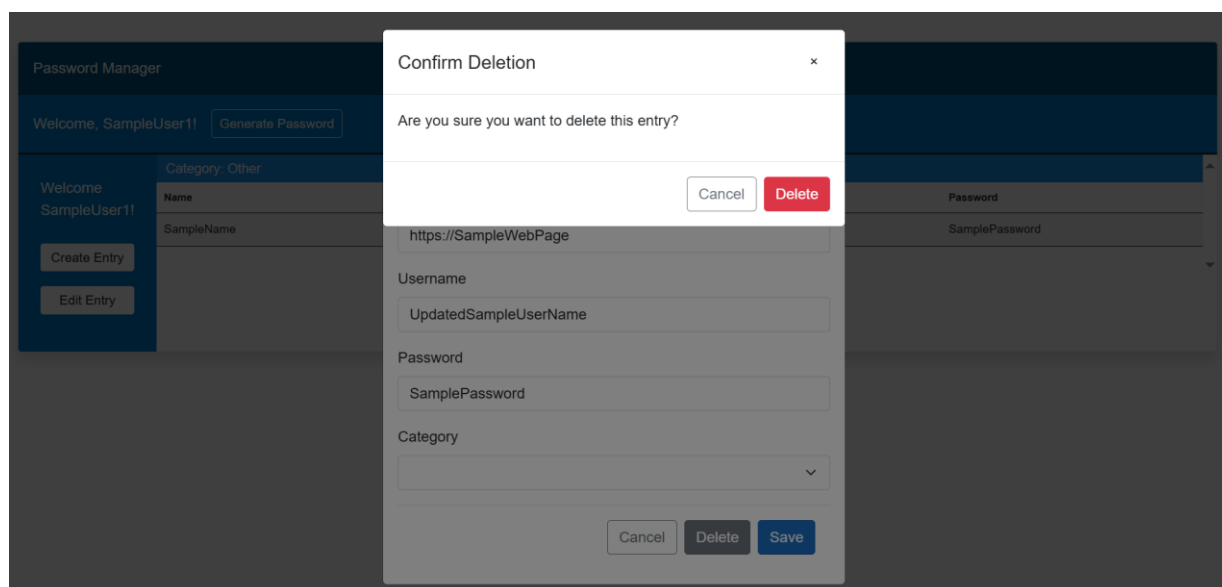 Password Manager
Confirm Deletion ×
Are you sure you want to delete this entry?
Cancel Delete
Welcome, SampleUser1! Generate Password
Category: Other
Welcome
SampleUser1!
Create Entry
Edit Entry
Name Password
SampleName SamplePassword
https://SampleWebPage
Username
UpdatedSampleUserName
Password
SamplePassword
Category
Cancel Delete Save